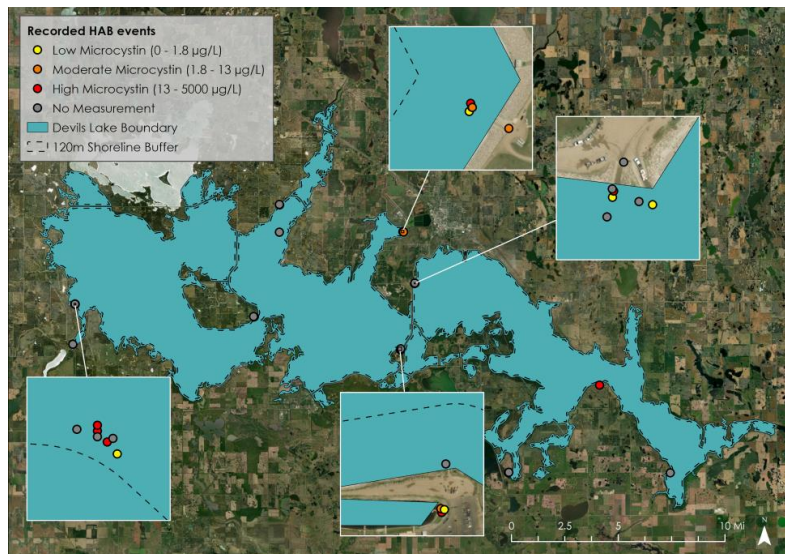 Recorded HAB events
Low Microcystin (0 - 1.8 µg/L)
Moderate Microcystin (1.8 - 13 µg/L)
High Microcystin (13 - 5000 µg/L)
No Measurement
Devils Lake Boundary
120m Shoreline Buffer
0 2.5 5 10 Mi
N